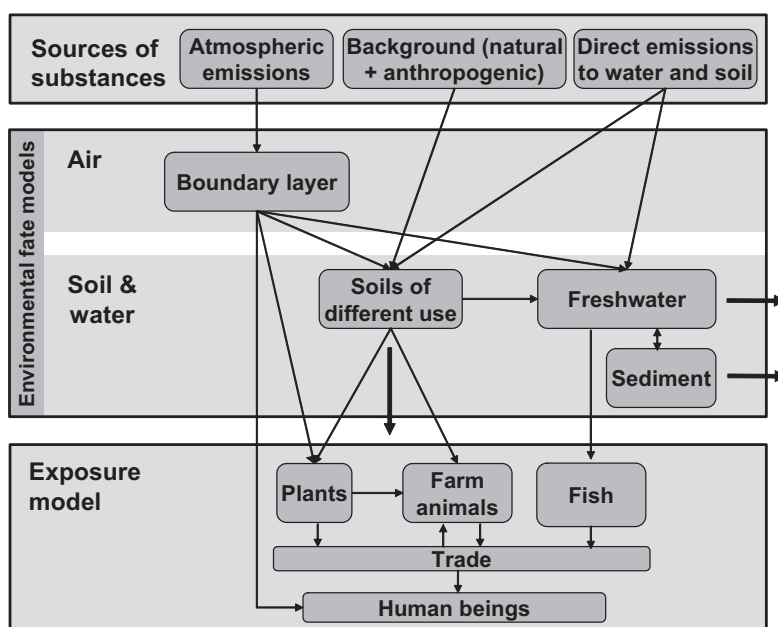 Sources of
substances
Atmospheric
emissions
Background (natural
+ anthropogenic)
Direct emissions
to water and soil
Environmental fate models
Air
Boundary layer
Soil &
water
Soils of
different use
Freshwater
Sediment
Exposure
model
Plants
Farm
animals
Fish
Trade
Human beings